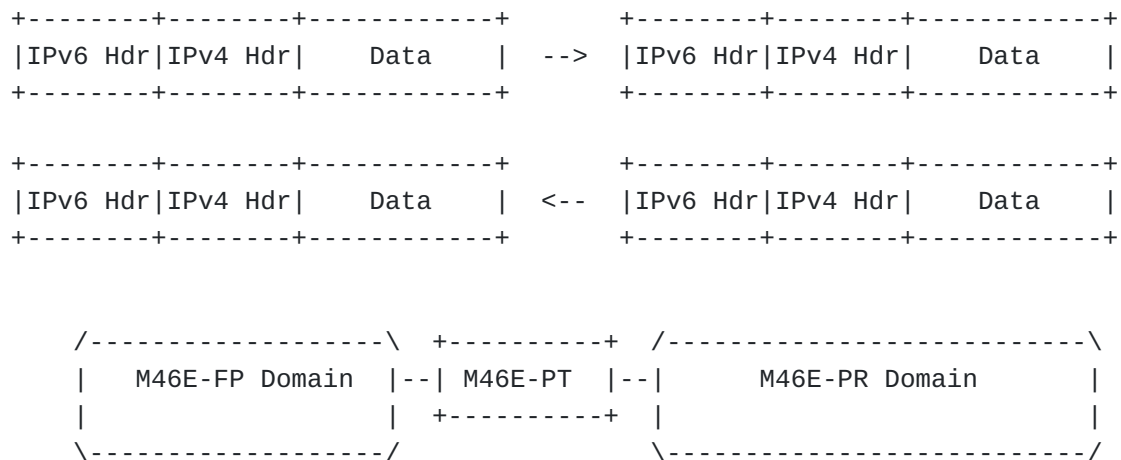 +--------+--------+------------+       +--------+--------+------------+
|IPv6 Hdr|IPv4 Hdr|    Data    |  -->  |IPv6 Hdr|IPv4 Hdr|    Data    |
+--------+--------+------------+       +--------+--------+------------+
+--------+--------+------------+       +--------+--------+------------+
|IPv6 Hdr|IPv4 Hdr|    Data    |  <--  |IPv6 Hdr|IPv4 Hdr|    Data    |
+--------+--------+------------+       +--------+--------+------------+
/-------------------\  +----------+  /---------------------------\
|   M46E-FP Domain  |--| M46E-PT  |--|      M46E-PR Domain       |
|                   |  +----------+  |                           |
\-------------------/                \---------------------------/